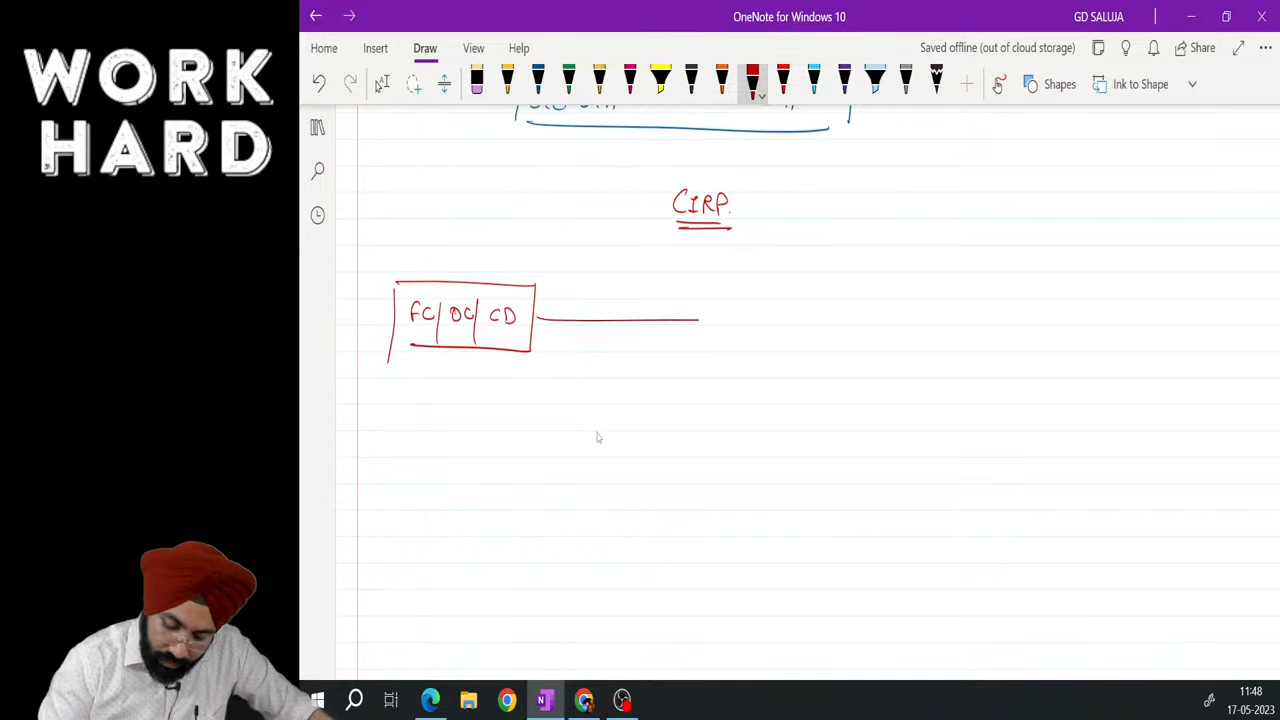 WORK
HARD
OneNote for Windows 10
GD SALUJA
Home Insert Draw View Help
Saved offline (out of cloud storage)
Share
Shapes
Ink to Shape
CIRP.
FC OC CD
11:48
17-05-2023